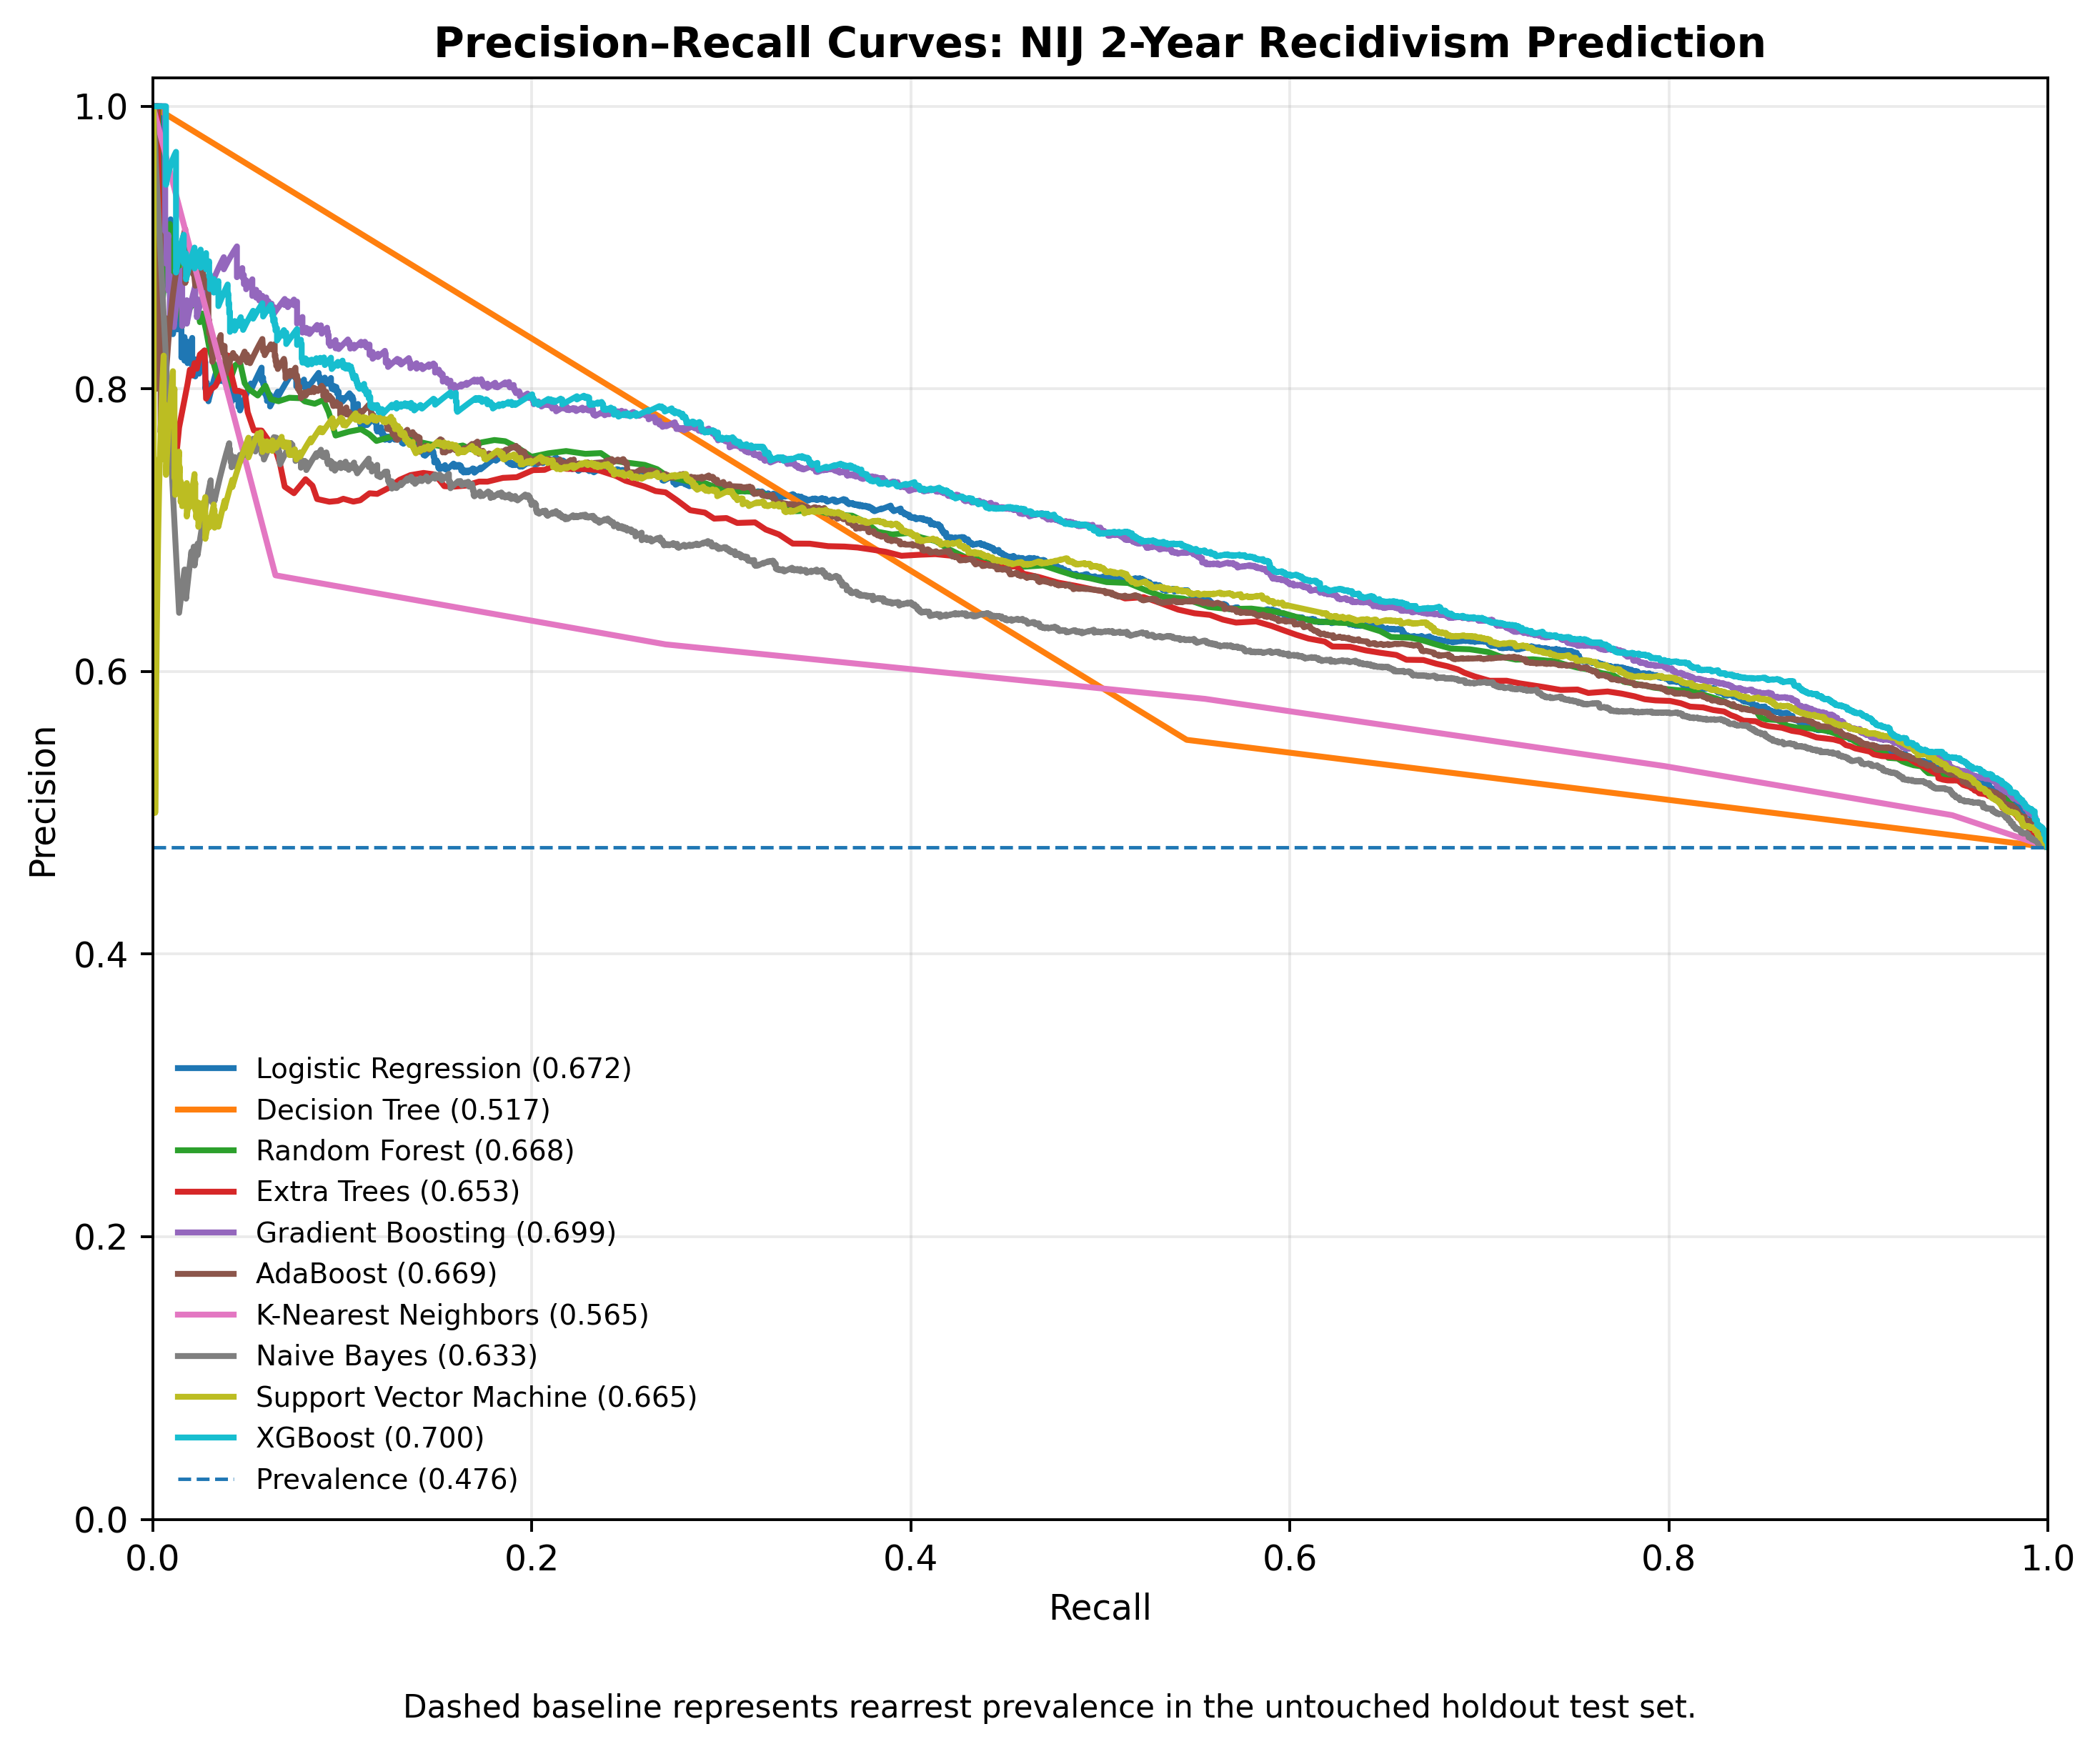 Precision–Recall Curves: NIJ 2-Year Recidivism Prediction
1.0
0.8
0.6
0.4
0.2
0.0
Precision
Logistic Regression (0.672)
Decision Tree (0.517)
Random Forest (0.668)
Extra Trees (0.653)
Gradient Boosting (0.699)
AdaBoost (0.669)
K-Nearest Neighbors (0.565)
Naive Bayes (0.633)
Support Vector Machine (0.665)
XGBoost (0.700)
Prevalence (0.476)
0.0 0.2 0.4 0.6 0.8 1.0
Recall
Dashed baseline represents rearrest prevalence in the untouched holdout test set.